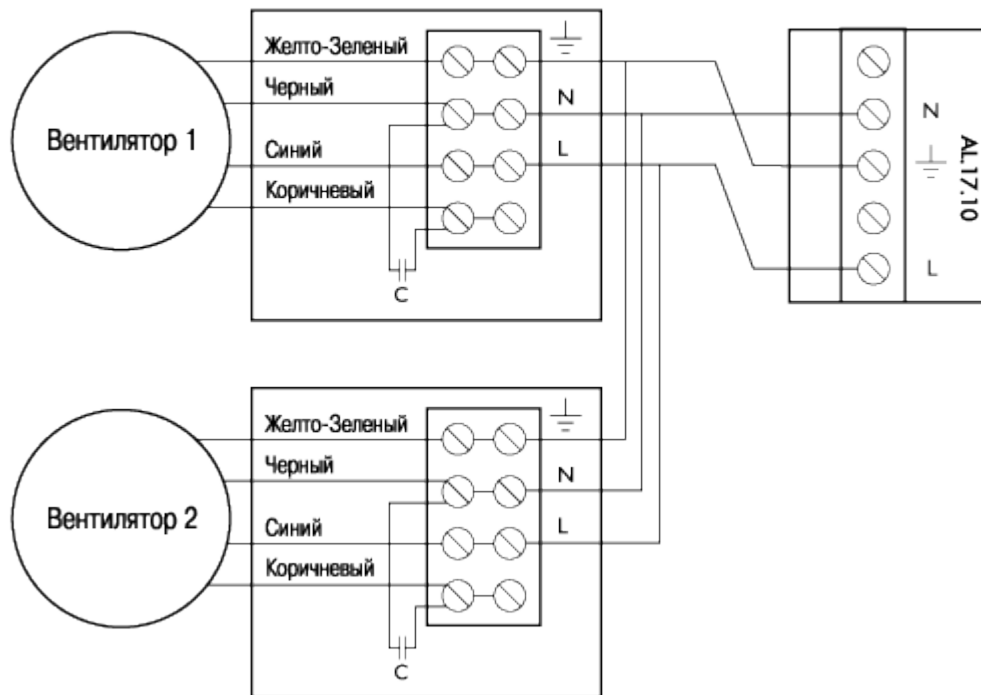 Вентилятор 1
Желто-Зеленый
Черный
Синий
Коричневый
N
L
C
N
L
AL.17.10
Вентилятор 2
Желто-Зеленый
Черный
Синий
Коричневый
N
L
C